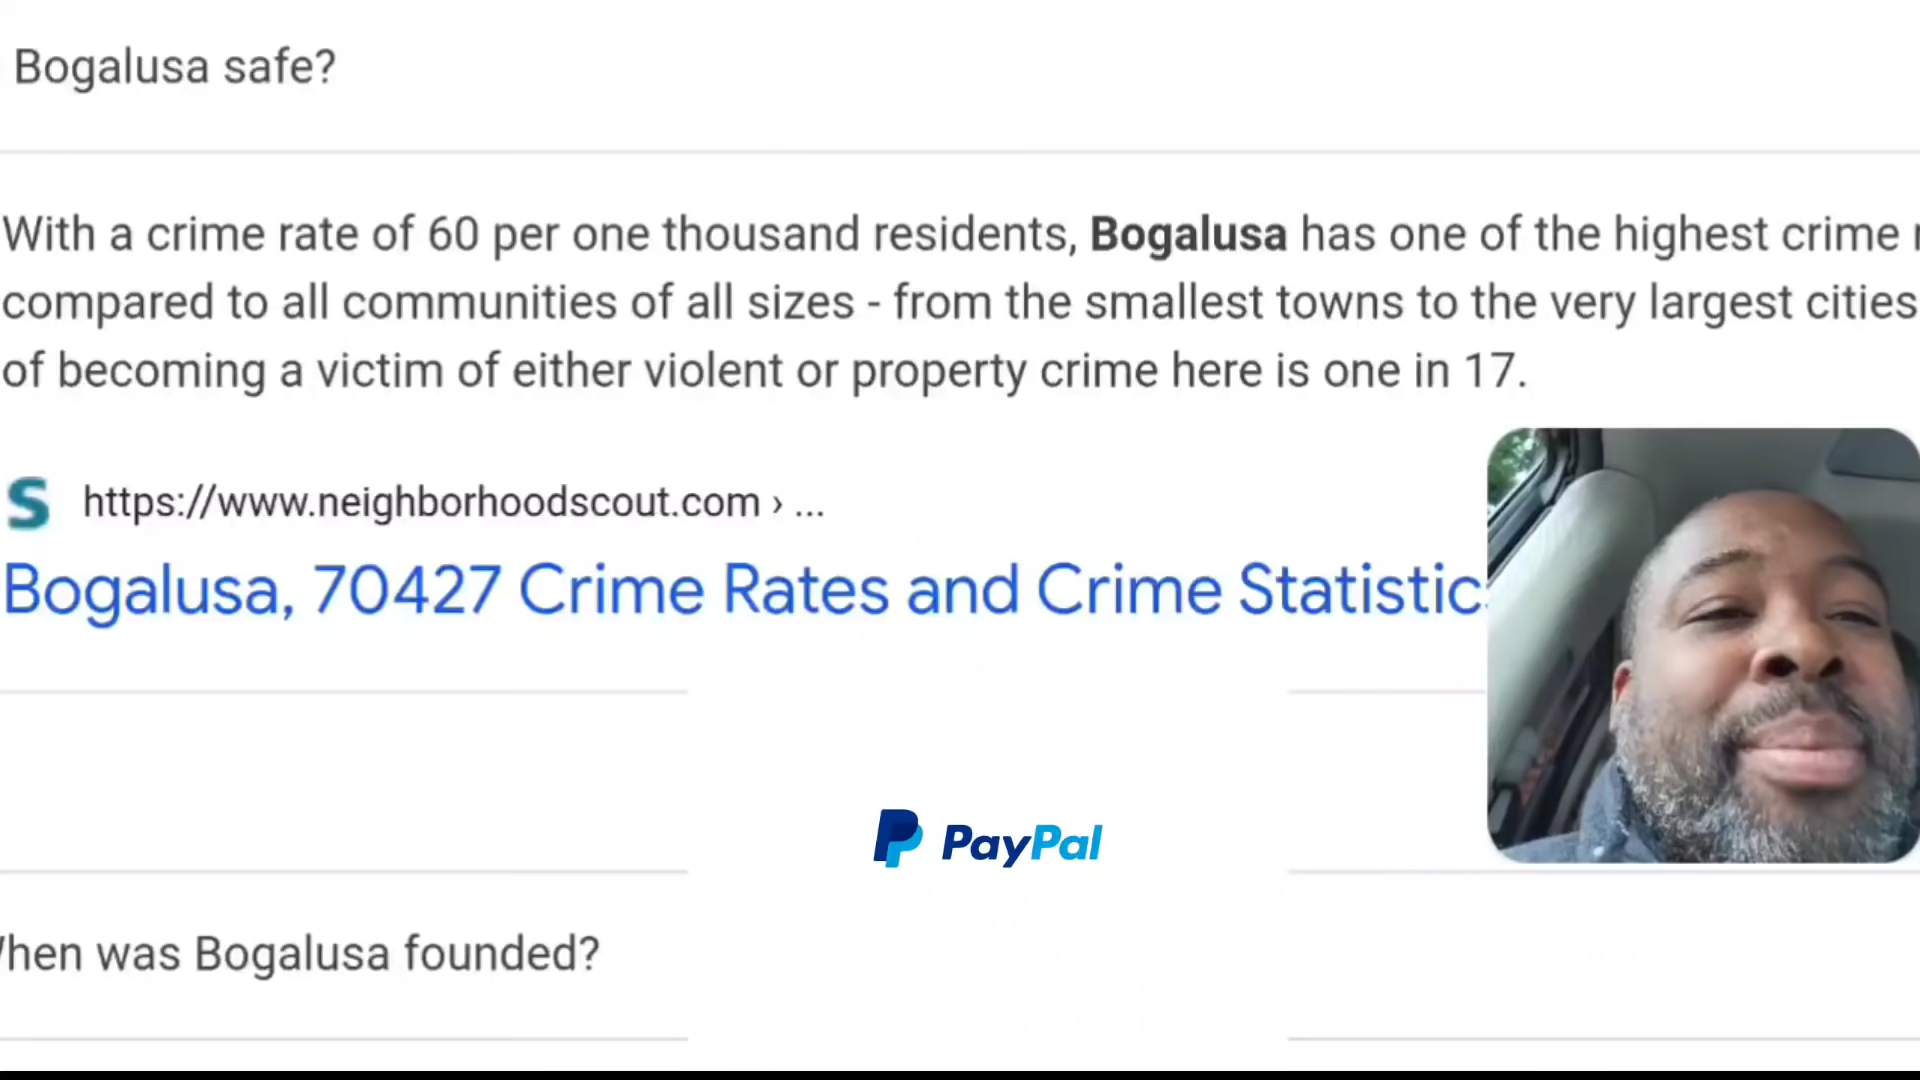 Bogalusa safe?
With a crime rate of 60 per one thousand residents, Bogalusa has one of the highest crime
compared to all communities of all sizes - from the smallest towns to the very largest cities
of becoming a victim of either violent or property crime here is one in 17.
S https://www.neighborhoodscout.com › ...
Bogalusa, 70427 Crime Rates and Crime Statistics
PayPal
When was Bogalusa founded?